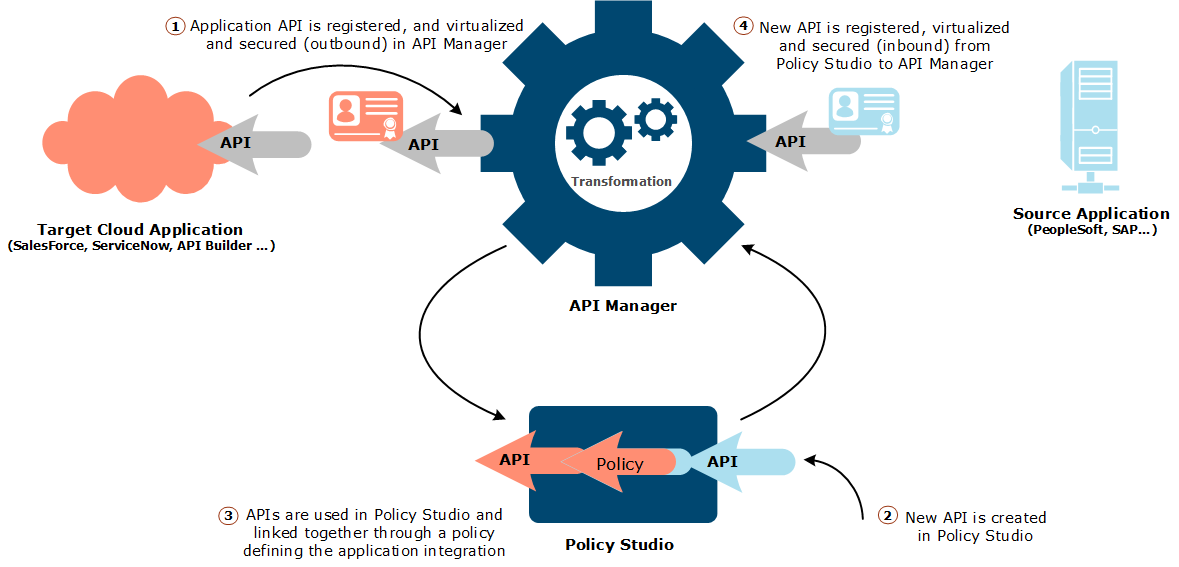 1 Application API is registered, and virtualized
and secured (outbound) in API Manager
4 New API is registered, virtualized
and secured (inbound) from
Policy Studio to API Manager
API
API
API
Transformation
Target Cloud Application
(SalesForce, ServiceNow, API Builder ...)
Source Application
(PeopleSoft, SAP...)
API Manager
API
Policy
API
3 APIs are used in Policy Studio and
linked together through a policy
defining the application integration
2 New API is created
in Policy Studio
Policy Studio